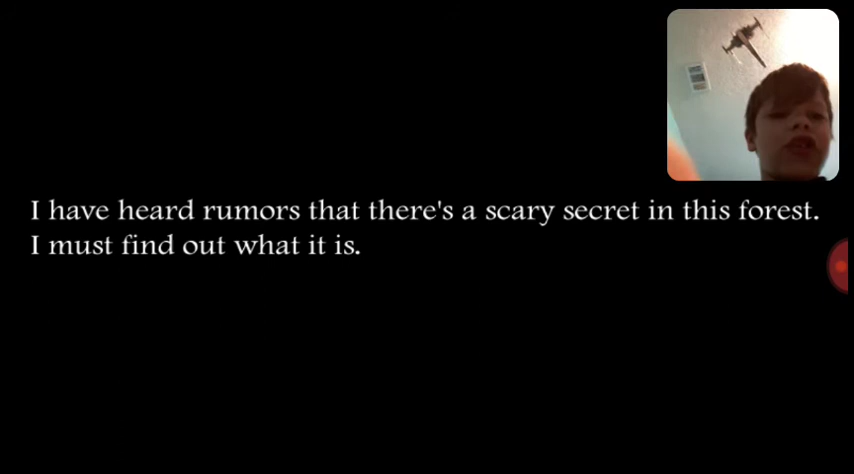 I have heard rumors that there's a scary secret in this forest.
I must find out what it is.